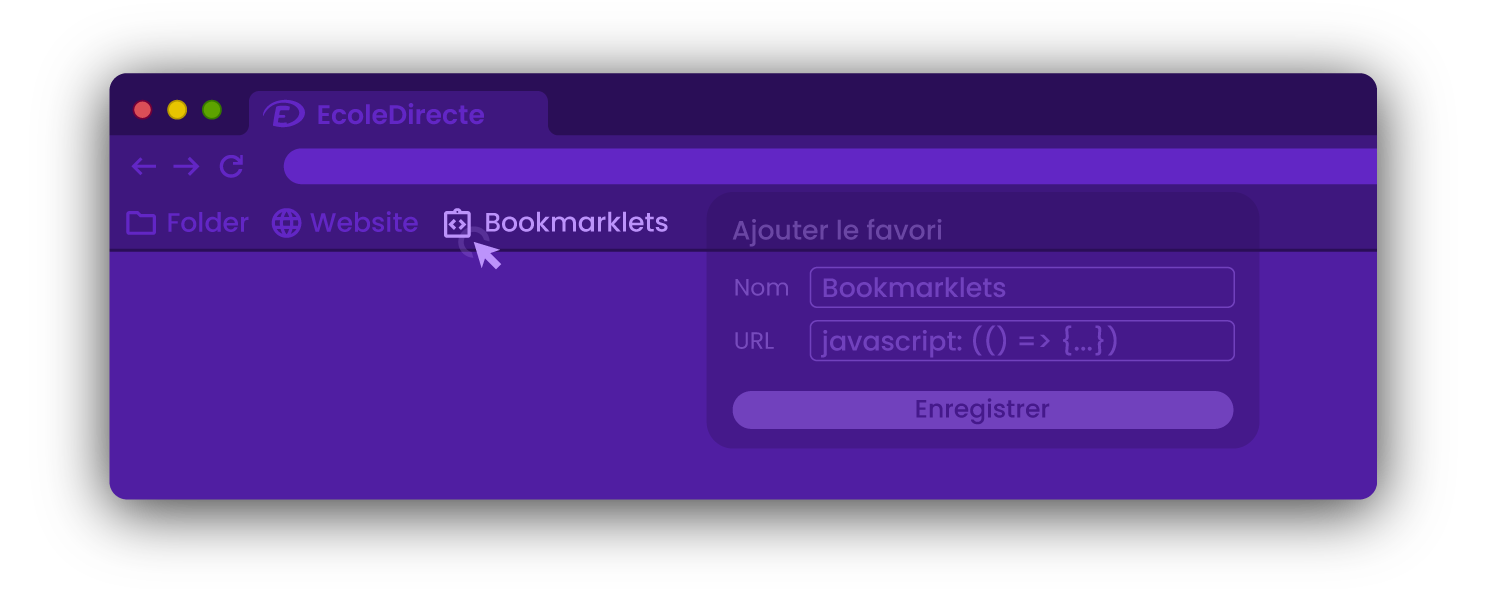 EcoleDirecte
Folder Website Bookmarklets
Ajouter le favori
Nom Bookmarklets
URL javascript: (() => {...})
Enregistrer